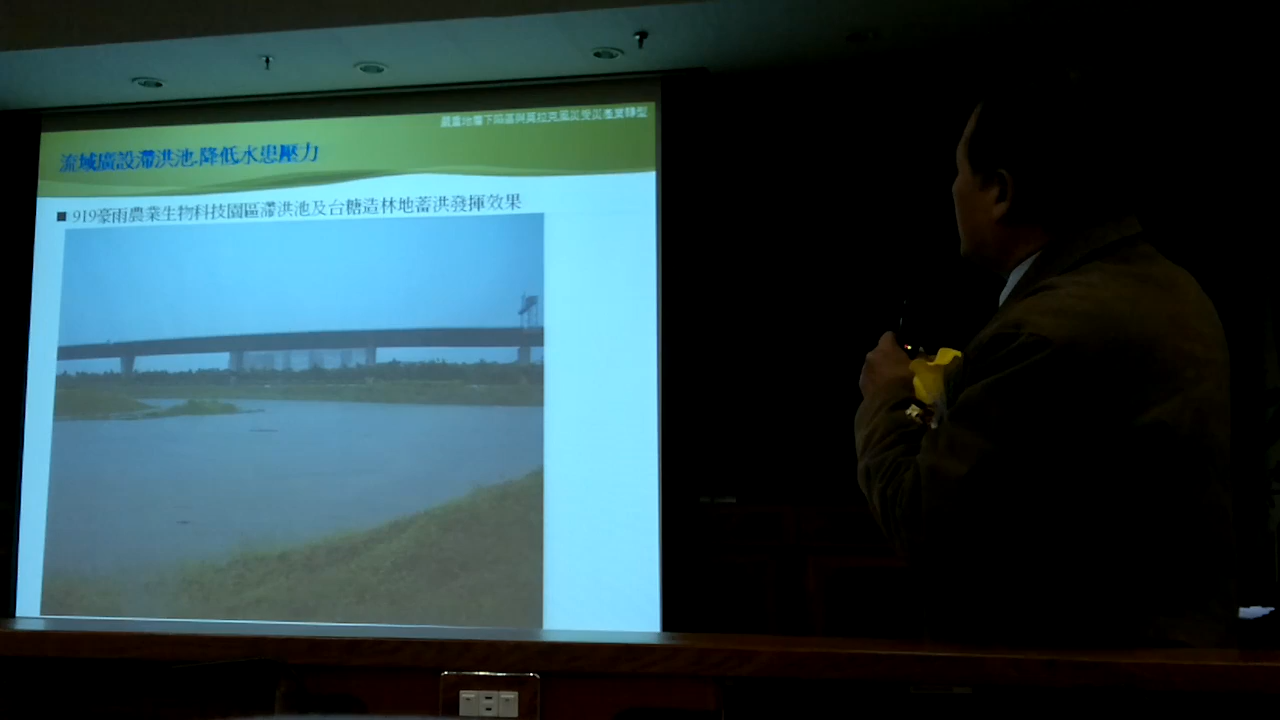 嚴重地層下陷區與莫拉克風災受災產業轉型
流域廣設滯洪池.降低水患壓力
■ 919豪雨農業生物科技園區滯洪池及台糖造林地蓄洪發揮效果